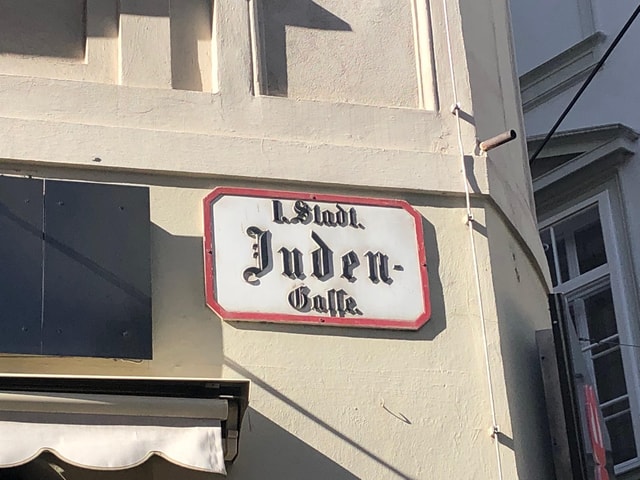 I. Stadt.
Juden-
Gasse.